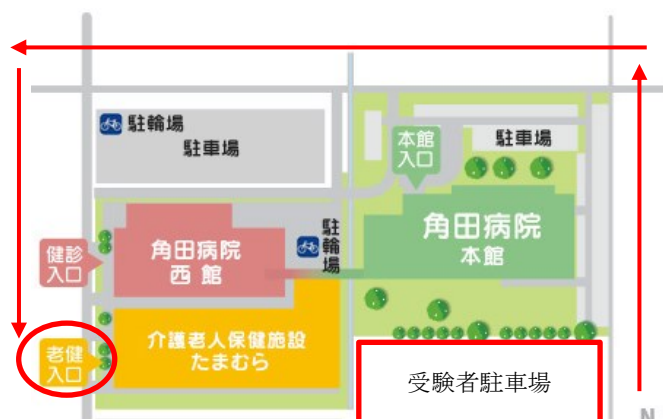 駐輪場
駐車場
本館
入口
駐車場
健診
入口
角田病院
西館
駐
輪
場
角田病院
本館
老健
入口
介護老人保健施設
たまむら
受験者駐車場
N